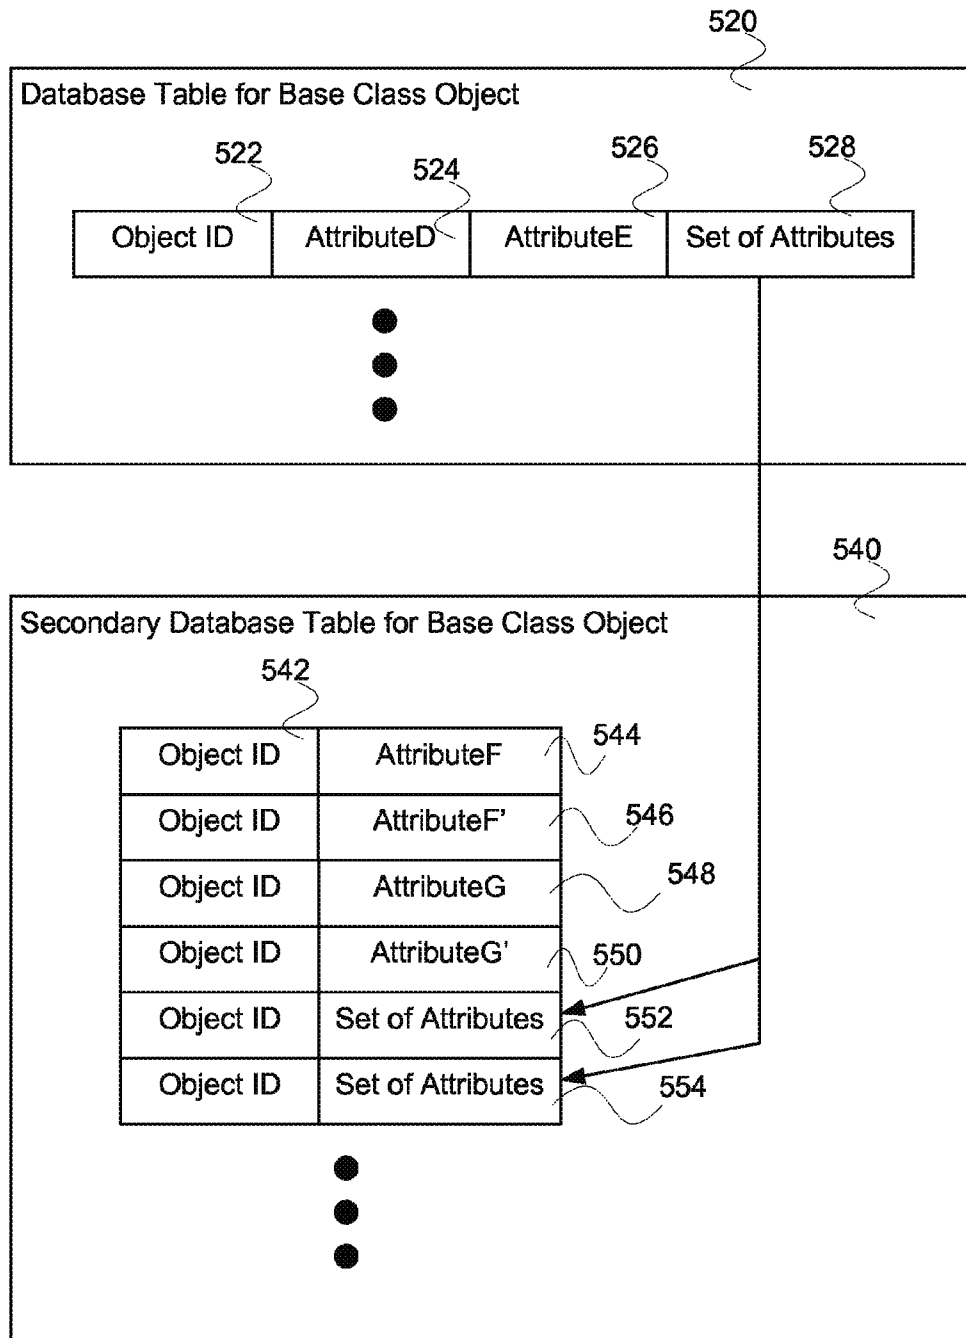 520
Database Table for Base Class Object
522
524
526
528
Object ID
AttributeD
AttributeE
Set of Attributes
540
Secondary Database Table for Base Class Object
542
Object ID
AttributeF
544
Object ID
AttributeF'
546
Object ID
AttributeG
548
Object ID
AttributeG'
550
Object ID
Set of Attributes
552
Object ID
Set of Attributes
554